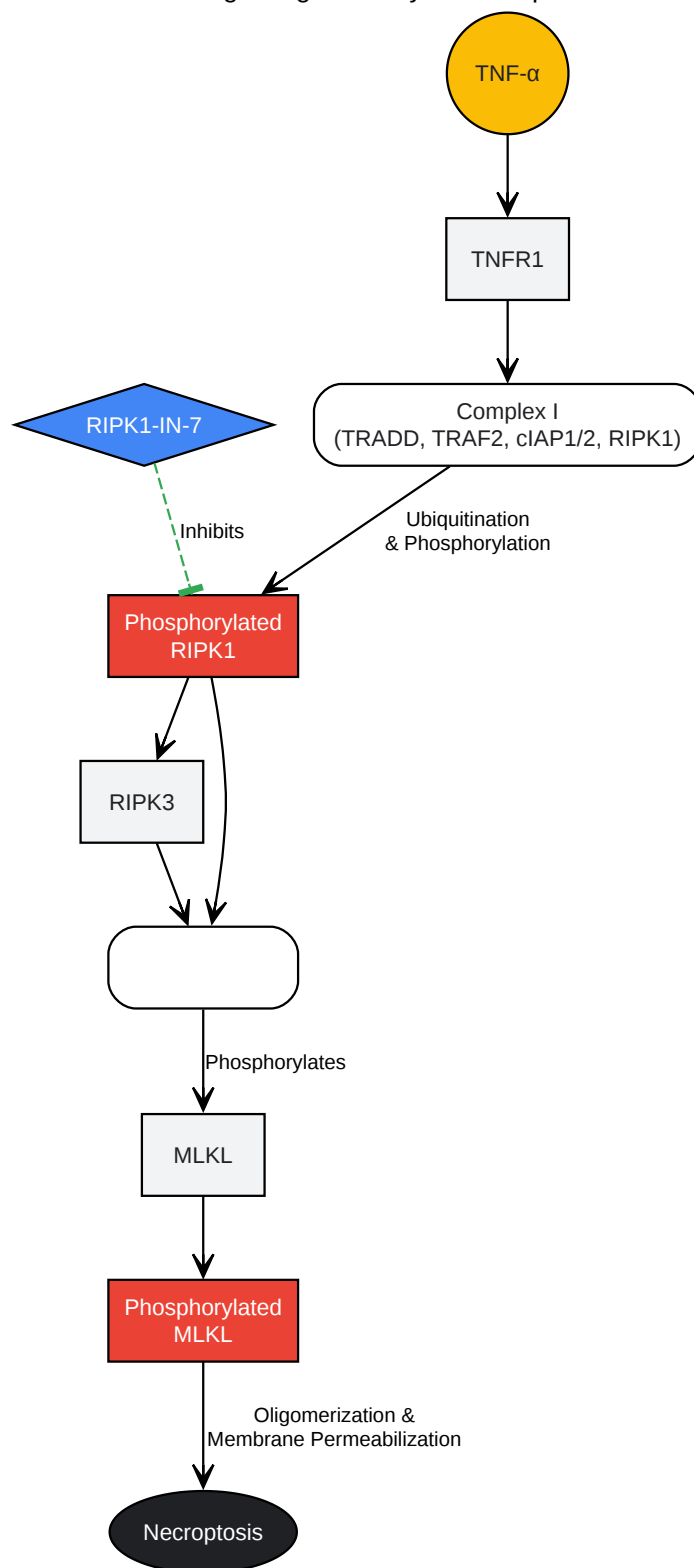 TNF-α
TNFR1
RIPK1-IN-7
Complex I
(TRADD, TRAF2, cIAP1/2, RIPK1)
Inhibits
Ubiquitination
& Phosphorylation
Phosphorylated
RIPK1
RIPK3
Phosphorylates
MLKL
Phosphorylated
MLKL
Oligomerization &
Membrane Permeabilization
Necroptosis